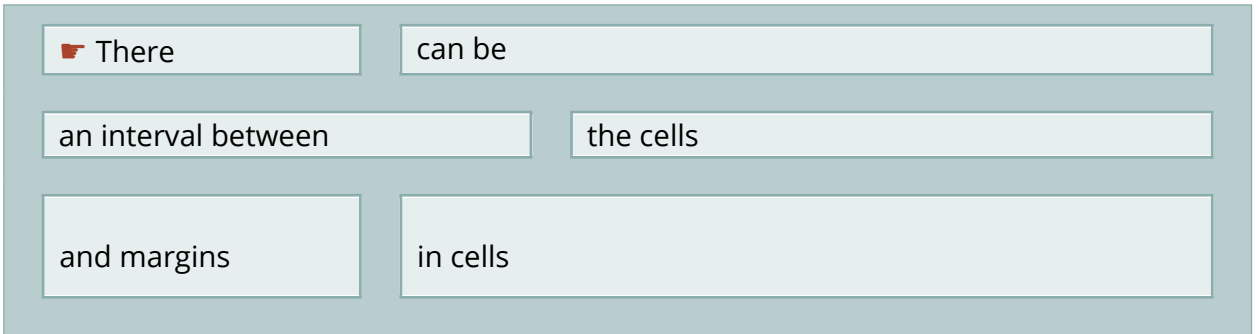 ☛ There can be
an interval between the cells
and margins in cells